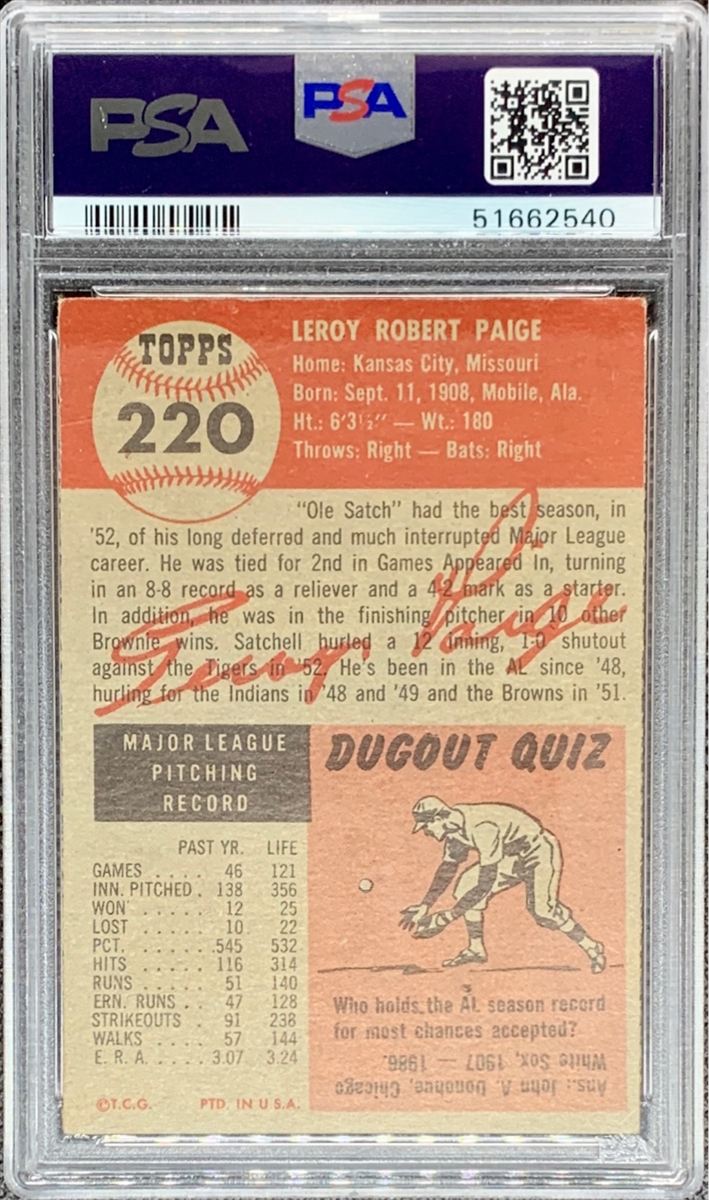 PSA
PSA
51662540
TOPPS
220
LEROY ROBERT PAIGE
Home: Kansas City, Missouri
Born: Sept. 11, 1908, Mobile, Ala.
Ht.: 6'3½" — Wt.: 180
Throws: Right — Bats: Right
"Ole Satch" had the best season, in
'52, of his long deferred and much interrupted Major League
career. He was tied for 2nd in Games Appeared In, turning
in an 8-8 record as a reliever and a 4-2 mark as a starter.
In addition, he was in the finishing pitcher in 10 other
Brownie wins. Satchell hurled a 12 inning, 1-0 shutout
against the Tigers in '52. He's been in the AL since '48,
hurling for the Indians in '48 and '49 and the Browns in '51.
MAJOR LEAGUE
PITCHING
RECORD
PAST YR. LIFE
GAMES .... 46 121
INN. PITCHED . 138 356
WON ..... 12 25
LOST ..... 10 22
PCT. ..... .545 532
HITS ..... 116 314
RUNS ..... 51 140
ERN. RUNS .. 47 128
STRIKEOUTS . 91 238
WALKS .... 57 144
E. R. A. .... 3.07 3.24
©T.C.G. PTD. IN U.S.A.
DUGOUT QUIZ
Who holds the AL season record
for most chances accepted?
Ans.: John A. Donohue, Chicago
White Sox, 1907 — 1986.